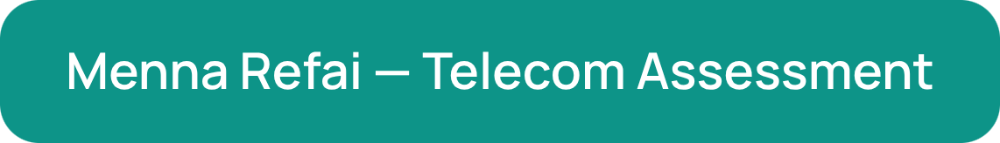 Menna Refai — Telecom Assessment